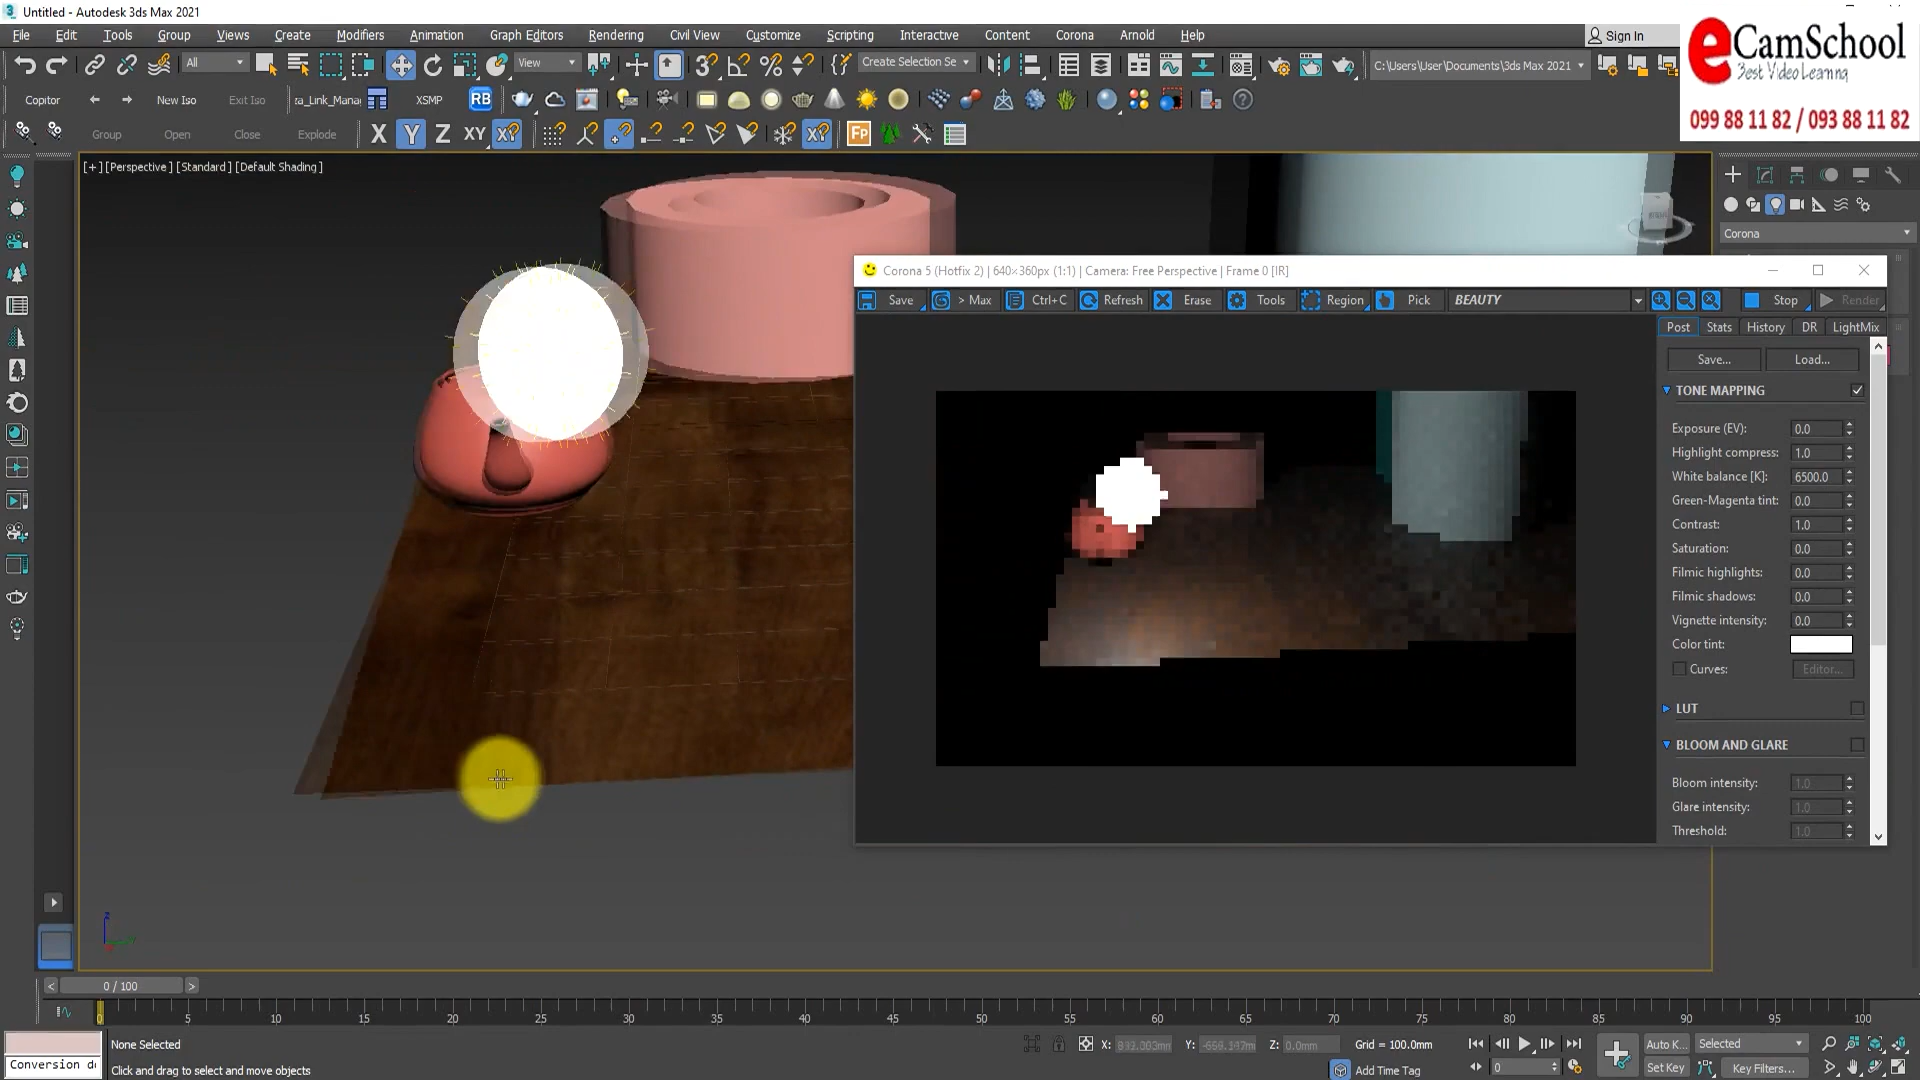 Untitled - Autodesk 3ds Max 2021
File Edit Tools Group Views Create Modifiers Animation Graph Editors Rendering Civil View Customize Scripting Interactive Content Corona Arnold Help
Sign In
eCamSchool
Best Video Learning
099 88 11 82 / 093 88 11 82
All View Create Selection Se C:\Users\User\Documents\3ds Max 2021
Copitor New Iso Exit Iso ːra_Link_Manaɡ XSMP RB
Group Open Close Explode X Y Z XY XY Fp
[+] [Perspective] [Standard] [Default Shading]
Corona
Corona 5 (Hotfix 2) | 640×360px (1:1) | Camera: Free Perspective | Frame 0 [IR]
Save > Max Ctrl+C Refresh Erase Tools Region Pick BEAUTY Stop Render
Post Stats History DR LightMix
Save... Load...
TONE MAPPING
Exposure (EV): 0.0
Highlight compress: 1.0
White balance [K]: 6500.0
Green-Magenta tint: 0.0
Contrast: 1.0
Saturation: 0.0
Filmic highlights: 0.0
Filmic shadows: 0.0
Vignette intensity: 0.0
Color tint:
Curves: Editor...
LUT
BLOOM AND GLARE
Bloom intensity: 1.0
Glare intensity: 1.0
Threshold: 1.0
< 0 / 100 >
0 5 10 15 20 25 30 35 40 45 50 55 60 65 70 75 80 85 90 95 100
None Selected X: Y: Z: 0.0mm Grid = 100.0mm Auto K... Selected
Conversion d Click and drag to select and move objects Add Time Tag 0 Set Key Key Filters...